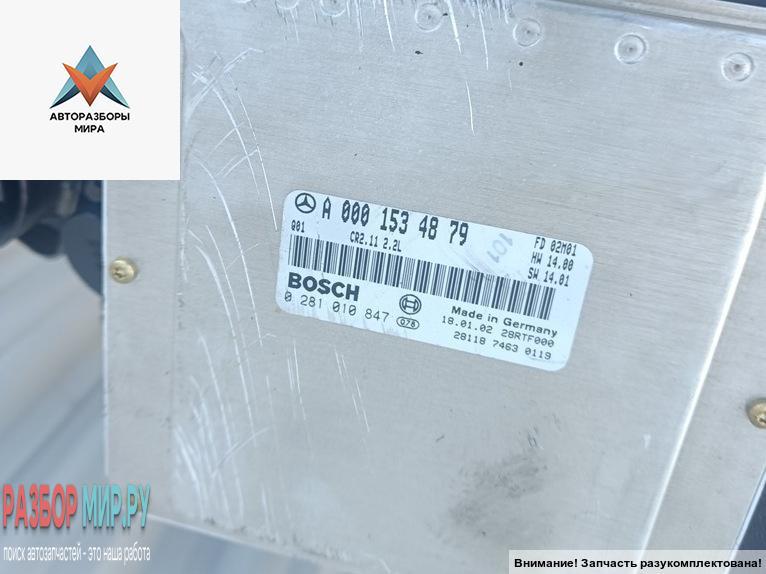 АВТОРАЗБОРЫ
МИРА
A 000 153 48 79
Q01
CR2.11 2.2L
101
FD 02M01
HW 14.00
SW 14.01
BOSCH
0 281 010 847
078
Made in Germany
18.01.02 28RTF000
28118 7463 0119
РАЗБОР МИР.РУ
поиск автозапчастей - это наша работа
Внимание! Запчасть разукомплектована!